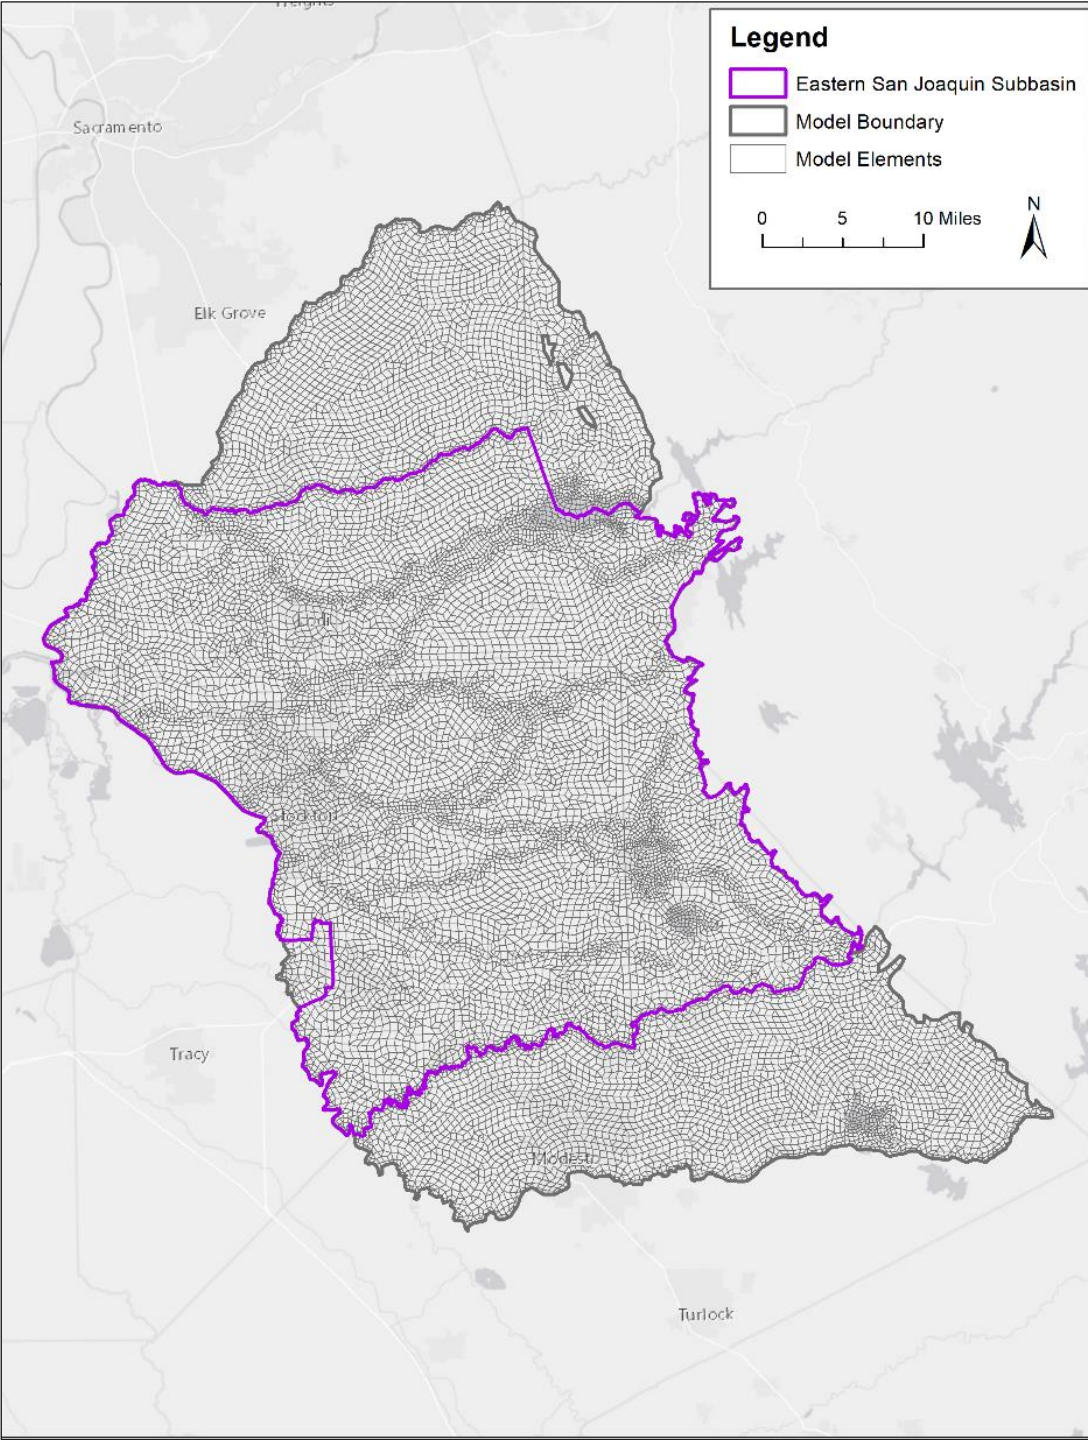 Legend
Eastern San Joaquin Subbasin
Model Boundary
Model Elements
N
0 5 10 Miles
Sacramento
Elk Grove
Lodi
Stockton
Tracy
Modesto
Turlock